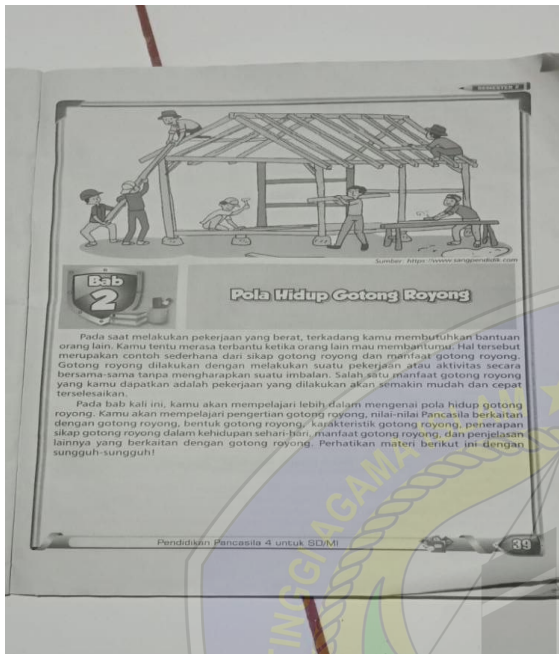 SEMESTER 2
Sumber: https://www.tangpendidik.com
Bab
2
Pola Hidup Gotong Royong
Pada saat melakukan pekerjaan yang berat, terkadang kamu membutuhkan bantuan
orang lain. Kamu tentu merasa terbantu ketika orang lain mau membantumu. Hal tersebut
merupakan contoh sederhana dari sikap gotong royong dan manfaat gotong royong.
Gotong royong dilakukan dengan melakukan suatu pekerjaan atau aktivitas secara
bersama-sama tanpa mengharapkan suatu imbalan. Salah satu manfaat gotong royong
yang kamu dapatkan adalah pekerjaan yang dilakukan akan semakin mudah dan cepat
terselesaikan.
Pada bab kali ini, kamu akan mempelajari lebih dalam mengenai pola hidup gotong
royong. Kamu akan mempelajari pengertian gotong royong, nilai-nilai Pancasila berkaitan
dengan gotong royong, bentuk gotong royong, karakteristik gotong royong, penerapan
sikap gotong royong dalam kehidupan sehari-hari, manfaat gotong royong, dan penjelasan
lainnya yang berkaitan dengan gotong royong. Perhatikan materi berikut ini dengan
sungguh-sungguh!
Pendidikan Pancasila 4 untuk SD/MI
39
TINGGI AGAMA